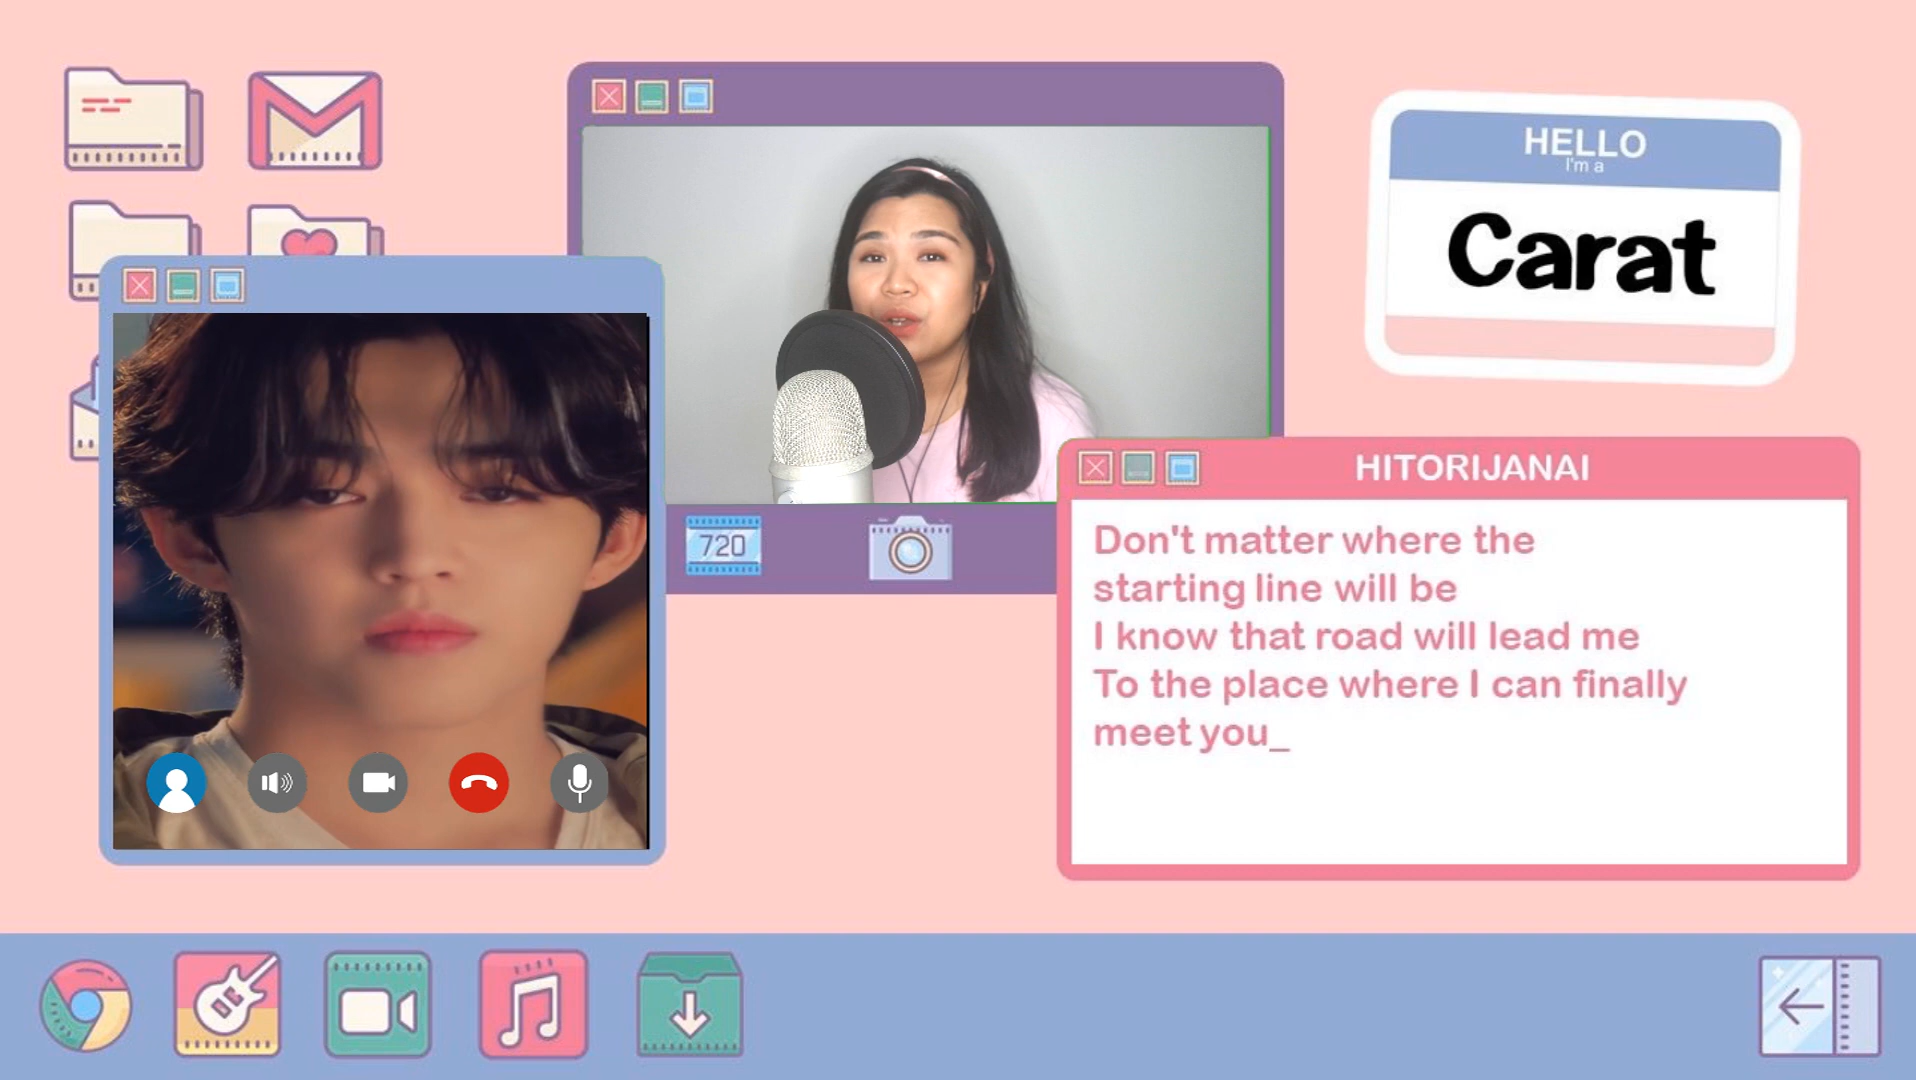 HELLO
I'm a
Carat
720
HITORIJANAI
Don't matter where the
starting line will be
I know that road will lead me
To the place where I can finally
meet you_